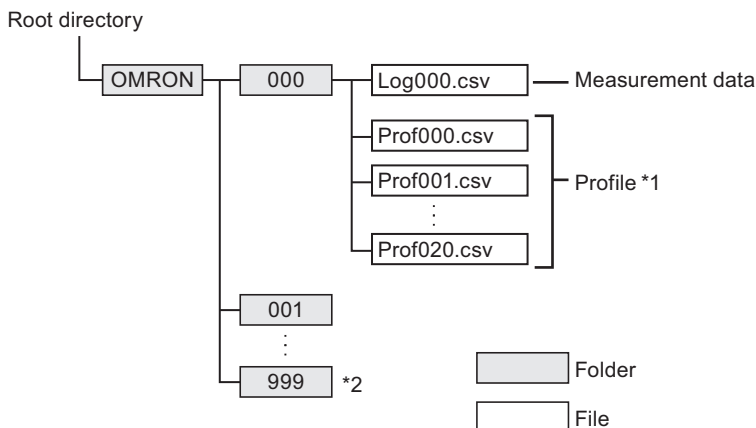 Root directory
OMRON
000
Log000.csv
Measurement data
Prof000.csv
Prof001.csv
Profile *1
Prof020.csv
001
999
*2
Folder
File